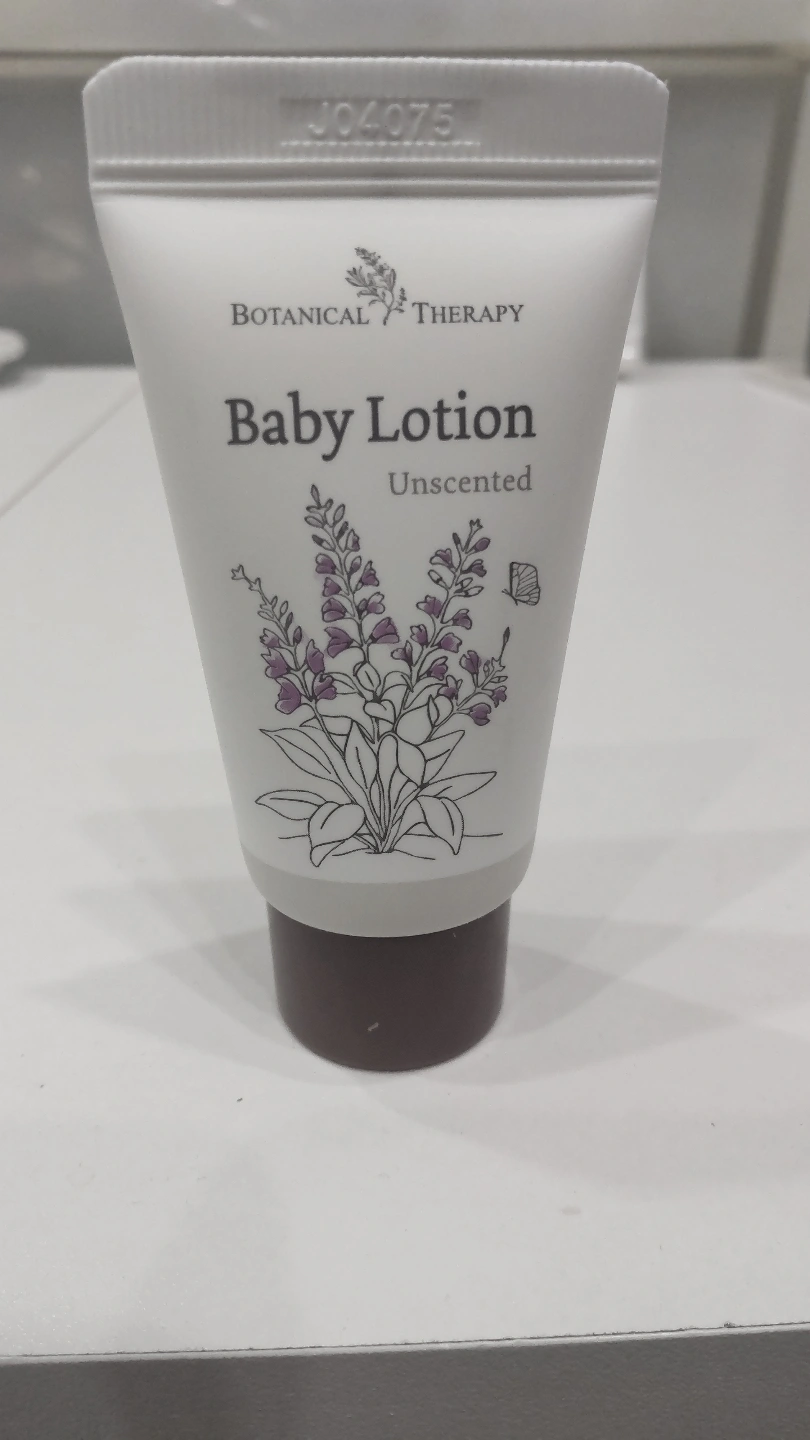 J04075
BOTANICAL THERAPY
Baby Lotion
Unscented